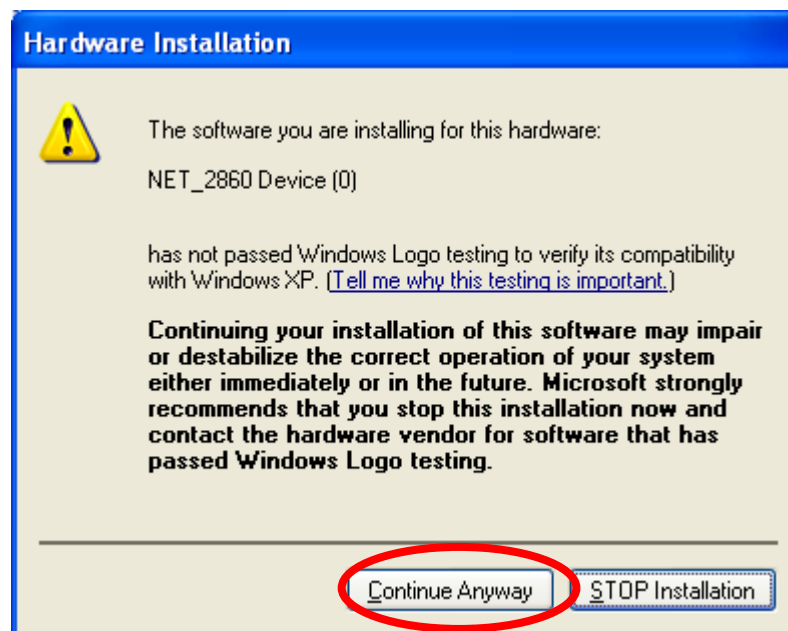 Hardware Installation
The software you are installing for this hardware:
NET_2860 Device (0)
has not passed Windows Logo testing to verify its compatibility
with Windows XP. (Tell me why this testing is important.)
Continuing your installation of this software may impair
or destabilize the correct operation of your system
either immediately or in the future. Microsoft strongly
recommends that you stop this installation now and
contact the hardware vendor for software that has
passed Windows Logo testing.
Continue Anyway
STOP Installation